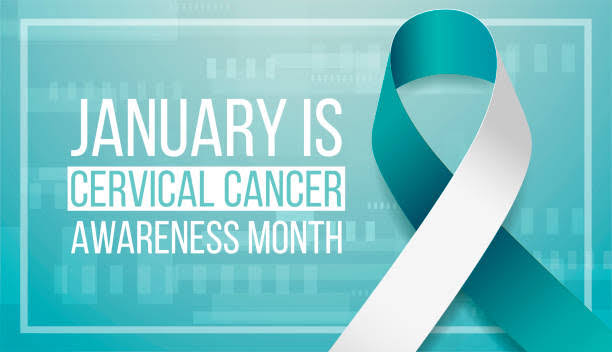 JANUARY IS
CERVICAL CANCER
AWARENESS MONTH